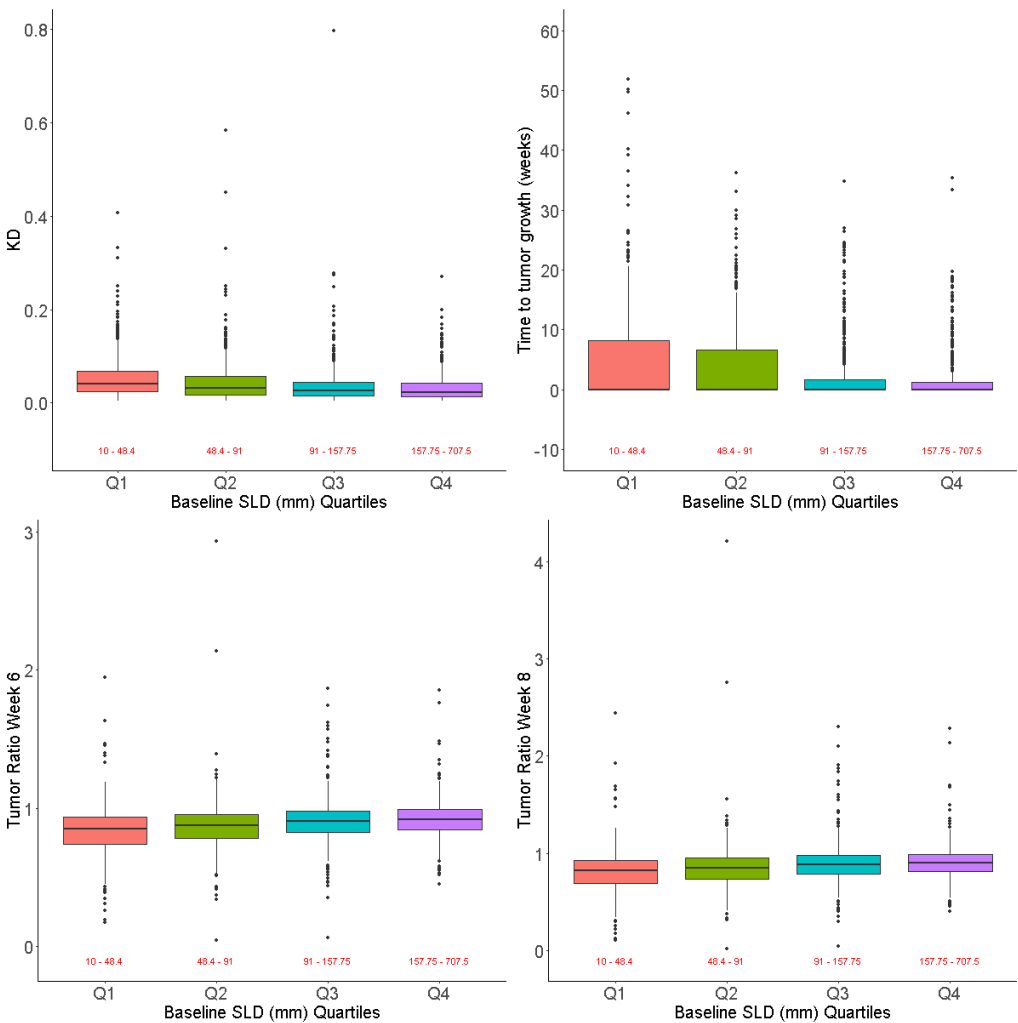 KD
0.8
0.6
0.4
0.2
0.0
10 - 48.4
48.4 - 91
91 - 157.75
157.75 - 707.5
Q1
Q2
Q3
Q4
Baseline SLD (mm) Quartiles
Time to tumor growth (weeks)
60
50
40
30
20
10
0
-10
10 - 48.4
48.4 - 91
91 - 157.75
157.75 - 707.5
Q1
Q2
Q3
Q4
Baseline SLD (mm) Quartiles
Tumor Ratio Week 6
3
2
1
0
10 - 48.4
48.4 - 91
91 - 157.75
157.75 - 707.5
Q1
Q2
Q3
Q4
Baseline SLD (mm) Quartiles
Tumor Ratio Week 8
4
3
2
1
0
10 - 48.4
48.4 - 91
91 - 157.75
157.75 - 707.5
Q1
Q2
Q3
Q4
Baseline SLD (mm) Quartiles